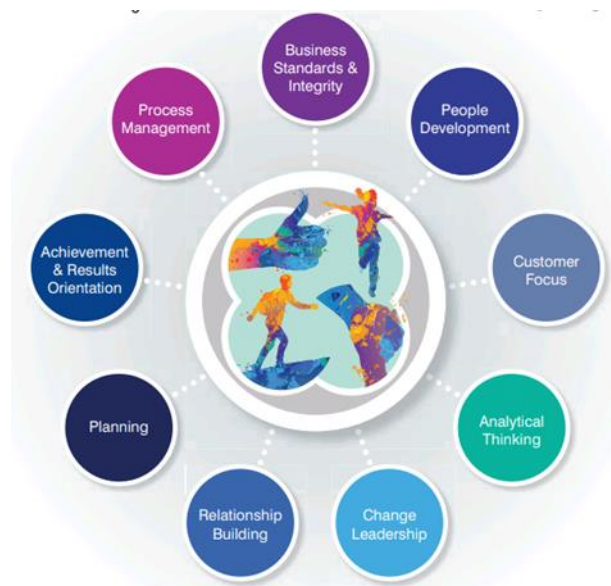 Business
Standards &
Integrity
People
Development
Customer
Focus
Analytical
Thinking
Change
Leadership
Relationship
Building
Planning
Achievement
& Results
Orientation
Process
Management